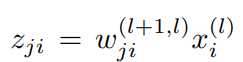 z_{ji} = w_{ji}^{(l+1,l)} x_i^{(l)}